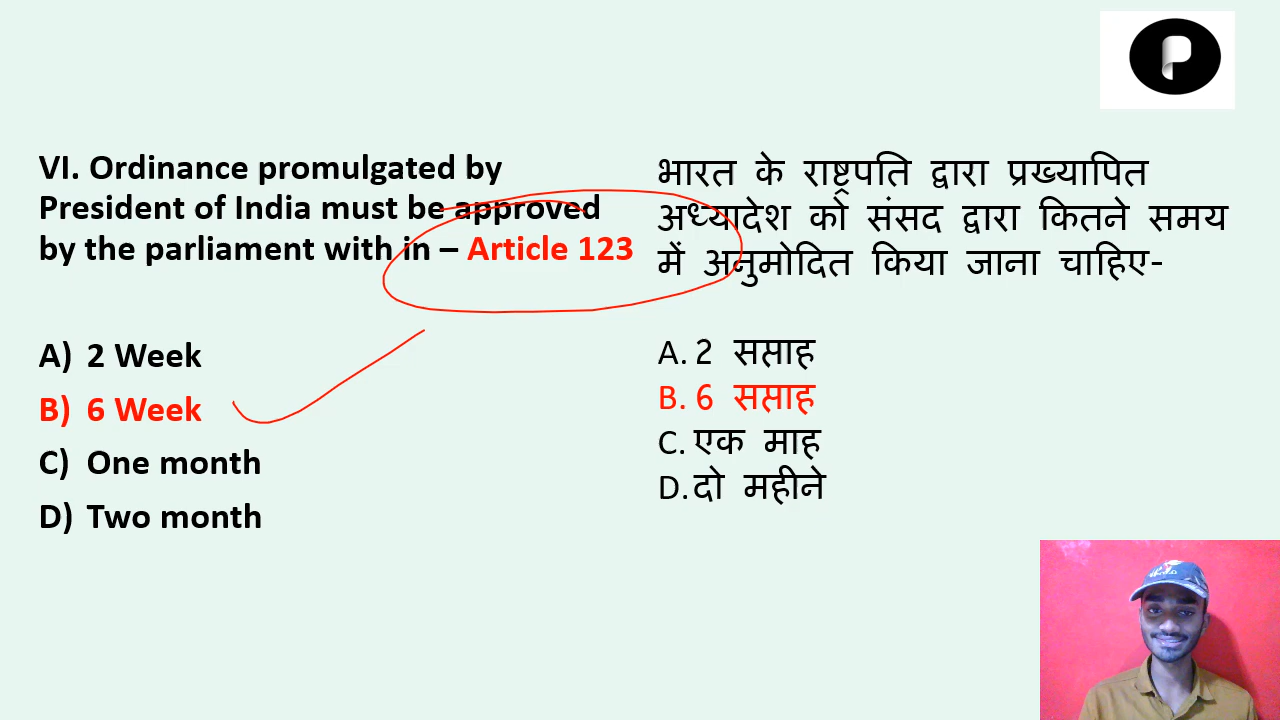 P
VI. Ordinance promulgated by
President of India must be approved
by the parliament with in – Article 123
A) 2 Week
B) 6 Week
C) One month
D) Two month
भारत के राष्ट्रपति द्वारा प्रख्यापित
अध्यादेश को संसद द्वारा कितने समय
में अनुमोदित किया जाना चाहिए-
A. 2 सप्ताह
B. 6 सप्ताह
C. एक माह
D. दो महीने